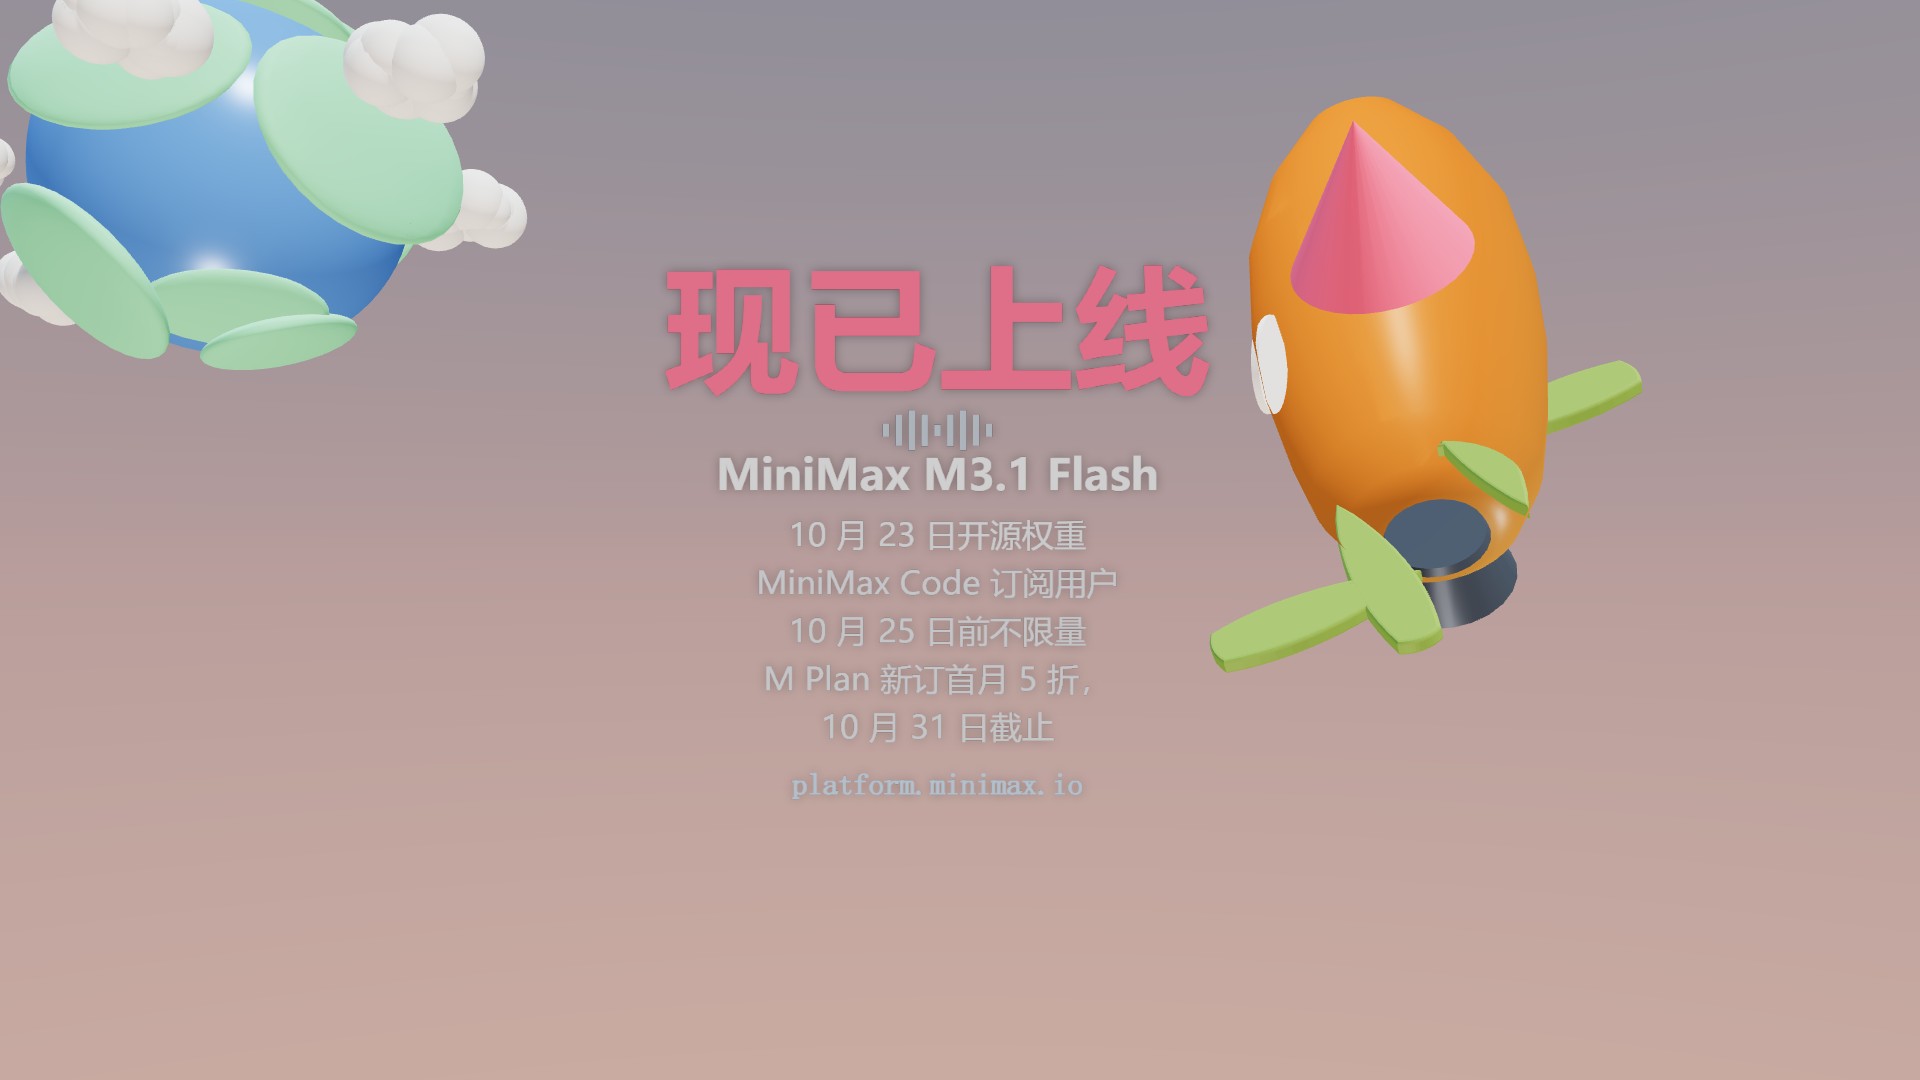 现已上线
MiniMax M3.1 Flash
10 月 23 日开源权重
MiniMax Code 订阅用户
10 月 25 日前不限量
M Plan 新订首月 5 折，
10 月 31 日截止
platform.minimax.io